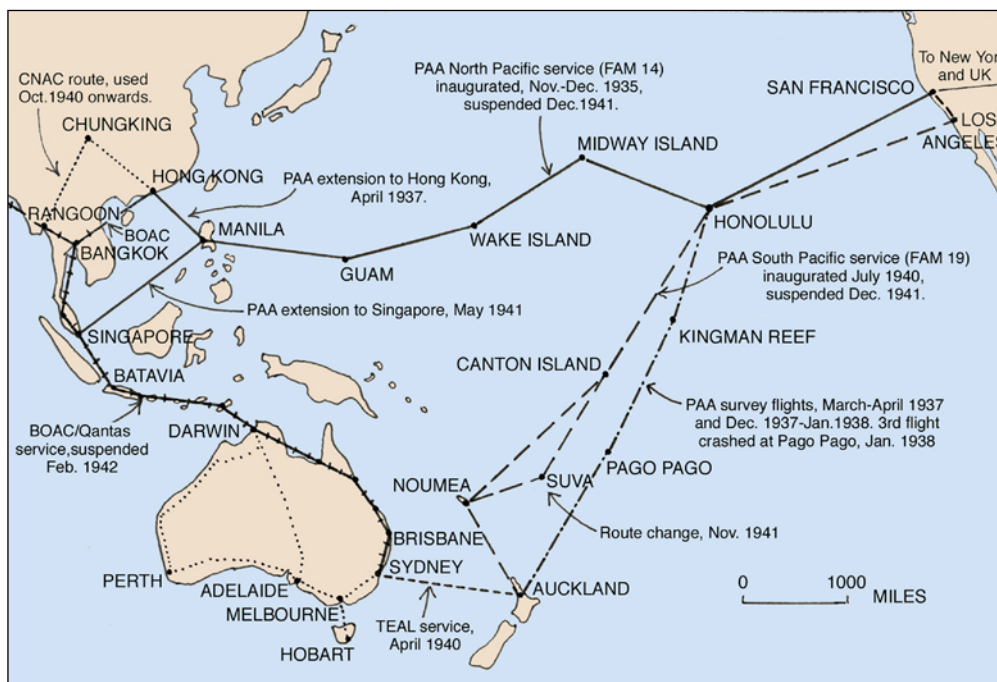 CNAC route, used
Oct.1940 onwards.
CHUNGKING
HONG KONG
PAA extension to Hong Kong,
April 1937.
RANGOON
BOAC
BANGKOK
MANILA
PAA extension to Singapore, May 1941
SINGAPORE
BATAVIA
BOAC/Qantas
service,suspended
Feb. 1942
PAA North Pacific service (FAM 14)
inaugurated, Nov.-Dec. 1935,
suspended Dec.1941.
GUAM
WAKE ISLAND
MIDWAY ISLAND
HONOLULU
SAN FRANCISCO
To New York
and UK
LOS
ANGELES
PAA South Pacific service (FAM 19)
inaugurated July 1940,
suspended Dec. 1941.
KINGMAN REEF
CANTON ISLAND
PAA survey flights, March-April 1937
and Dec. 1937-Jan.1938. 3rd flight
crashed at Pago Pago, Jan. 1938
PAGO PAGO
NOUMEA
SUVA
Route change, Nov. 1941
DARWIN
BRISBANE
SYDNEY
PERTH
ADELAIDE
MELBOURNE
HOBART
AUCKLAND
TEAL service,
April 1940
0 1000
MILES